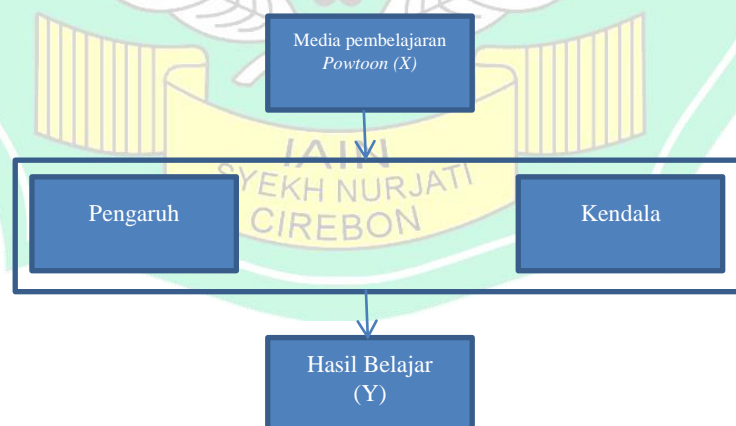 Media pembelajaran
Powtoon (X)
IAIN
SYEKH NURJATI
CIREBON
Pengaruh
Kendala
Hasil Belajar
(Y)